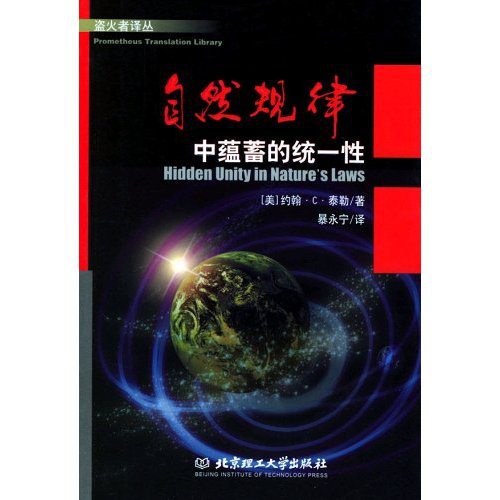 盗火者译丛
Prometheus Translation Library
自然规律
中蕴蓄的统一性
Hidden Unity in Nature's Laws
[美]约翰·C·泰勒/著
暴永宁/译
北京理工大学出版社
BEIJING INSTITUTE OF TECHNOLOGY PRESS